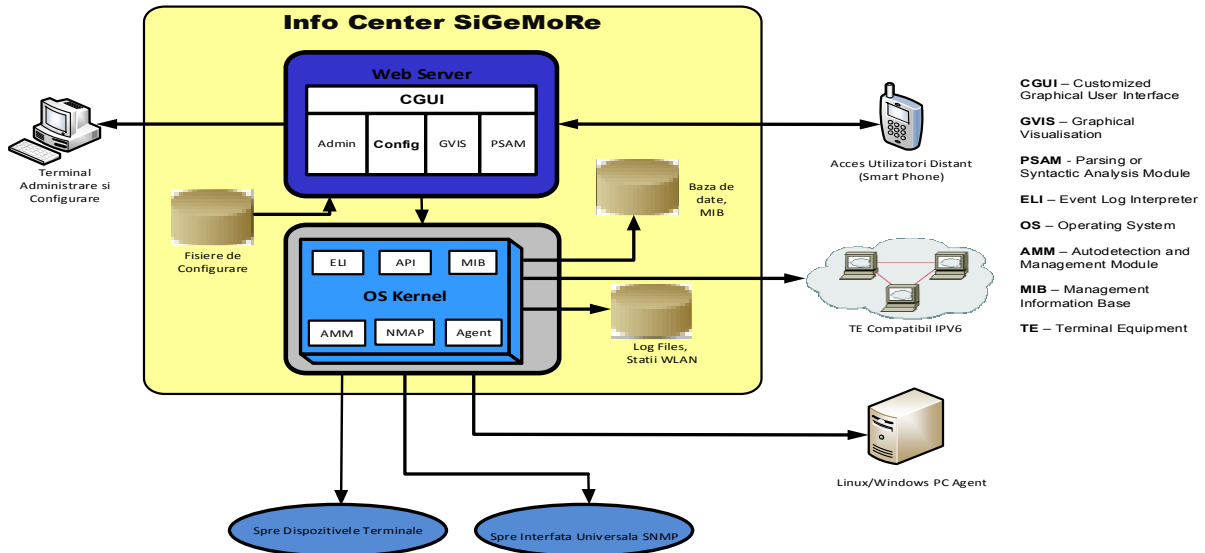 Info Center SiGeMoRe
Web Server
CGUI
Admin
Config
GVIS
PSAM
Terminal
Administrare si
Configurare
Fisiere de
Configurare
Baza de
date,
MIB
ELI
API
MIB
OS Kernel
AMM
NMAP
Agent
Log Files,
Statii WLAN
Acces Utilizatori Distant
(Smart Phone)
TE Compatibil IPV6
Linux/Windows PC Agent
Spre Dispozitivele Terminale
Spre Interfata Universala SNMP
CGUI – Customized
Graphical User Interface
GVIS – Graphical
Visualisation
PSAM - Parsing or
Syntactic Analysis Module
ELI – Event Log Interpreter
OS – Operating System
AMM – Autodetection and
Management Module
MIB – Management
Information Base
TE – Terminal Equipment